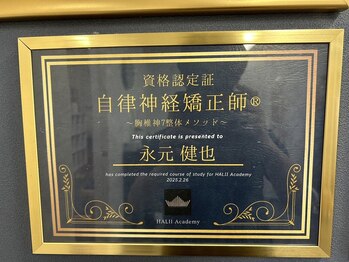 資格認定証
自律神経矯正師®
～胸椎神7整体メソッド～
This certificate is presented to
永元 健也
has completed the required course of study for HALII Academy
2025.2.26
HALII Academy